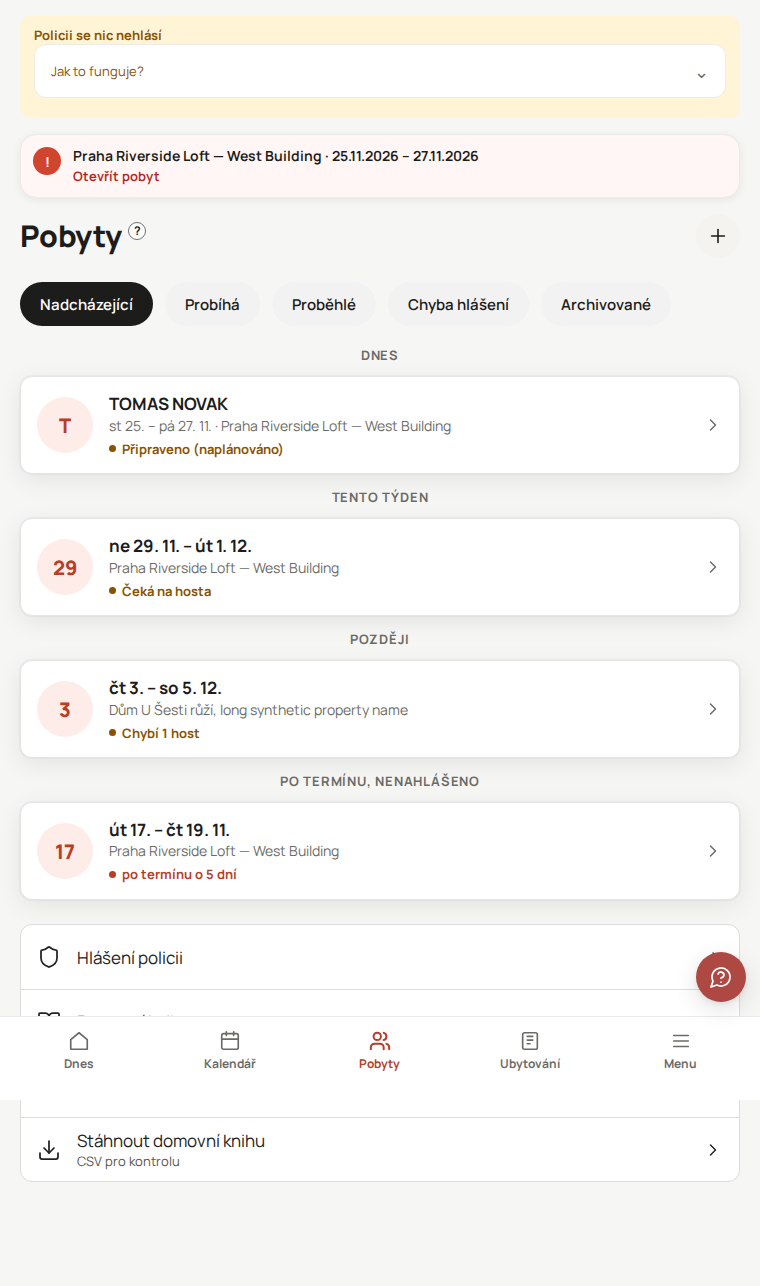 Policii se nic nehlásí
Jak to funguje?
!
Praha Riverside Loft — West Building · 25.11.2026 – 27.11.2026
Otevřít pobyt
Pobyty ?
Nadcházející
Probíhá
Proběhlé
Chyba hlášení
Archivované
DNES
T
TOMAS NOVAK
st 25. – pá 27. 11. · Praha Riverside Loft — West Building
Připraveno (naplánováno)
TENTO TÝDEN
29
ne 29. 11. – út 1. 12.
Praha Riverside Loft — West Building
Čeká na hosta
POZDĚJI
3
čt 3. – so 5. 12.
Dům U Šesti růží, long synthetic property name
Chybí 1 host
PO TERMÍNU, NENAHLÁŠENO
17
út 17. – čt 19. 11.
Praha Riverside Loft — West Building
po termínu o 5 dní
Hlášení policii
Dnes
Kalendář
Pobyty
Ubytování
Menu
Stáhnout domovní knihu
CSV pro kontrolu